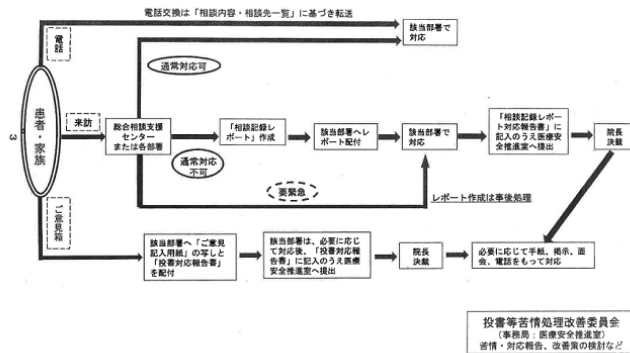 電話交換は「相談内容・相談先一覧」に基づき転送
電話
該当部署で
対応
通常対応可
患者・家族
来訪
総合相談支援
センター
または各部署
「相談記録レ
ポート」作成
該当部署へレ
ポート配付
該当部署で
対応
「相談記録レポー
ト対応報告書」に
記入のうえ医療安
全推進室へ提出
院長
決裁
3
通常対応
不可
要緊急
レポート作成は事後処理
ご意見箱
該当部署へ「ご意見
記入用紙」の写しと
「投書対応報告書」
を配付
該当部署は、必要に応じ
て対応後、「投書対応報
告書」に記入のうえ医療
安全推進室へ提出
院長
決裁
必要に応じて手紙、掲示、面
会、電話をもって対応
投書等苦情処理改善委員会
（事務局：医療安全推進室）
苦情・対応報告、改善策の検討など